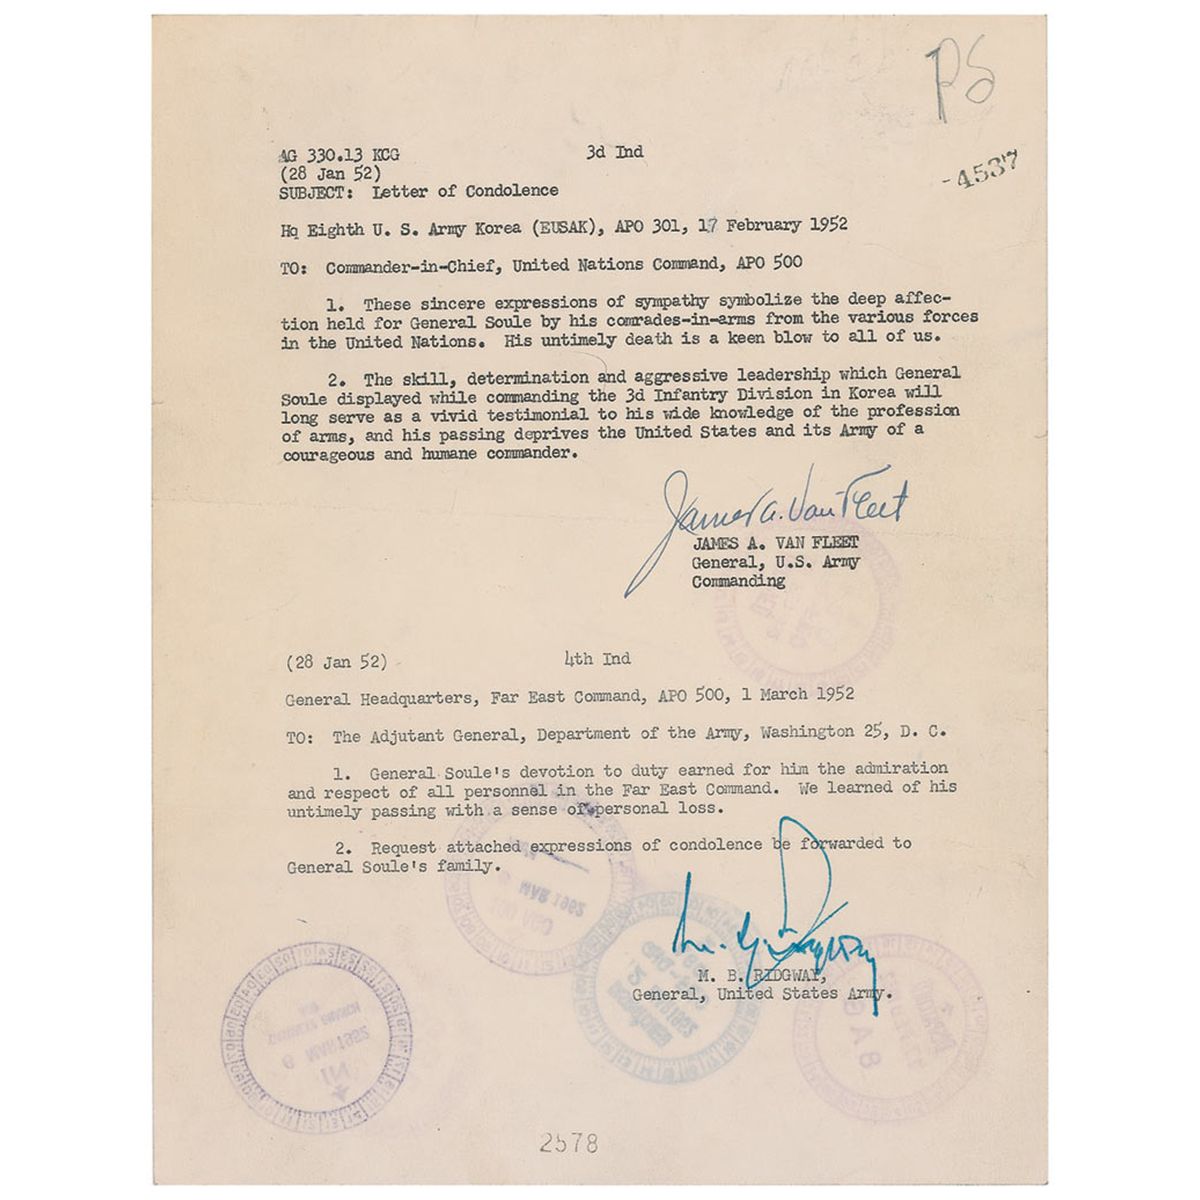 PS
-4537
AG 330.13 KCG 3d Ind
(28 Jan 52)
SUBJECT: Letter of Condolence
Hq Eighth U. S. Army Korea (EUSAK), APO 301, 17 February 1952
TO: Commander-in-Chief, United Nations Command, APO 500
1. These sincere expressions of sympathy symbolize the deep affec-
tion held for General Soule by his comrades-in-arms from the various forces
in the United Nations. His untimely death is a keen blow to all of us.
2. The skill, determination and aggressive leadership which General
Soule displayed while commanding the 3d Infantry Division in Korea will
long serve as a vivid testimonial to his wide knowledge of the profession
of arms, and his passing deprives the United States and its Army of a
courageous and humane commander.
James A. Van Fleet
JAMES A. VAN FLEET
General, U.S. Army
Commanding
(28 Jan 52) 4th Ind
General Headquarters, Far East Command, APO 500, 1 March 1952
TO: The Adjutant General, Department of the Army, Washington 25, D. C.
1. General Soule's devotion to duty earned for him the admiration
and respect of all personnel in the Far East Command. We learned of his
untimely passing with a sense of personal loss.
2. Request attached expressions of condolence be forwarded to
General Soule's family.
M. B. Ridgway
M. B. RIDGWAY,
General, United States Army.
MAR 1952
8 MAR 1952
2578